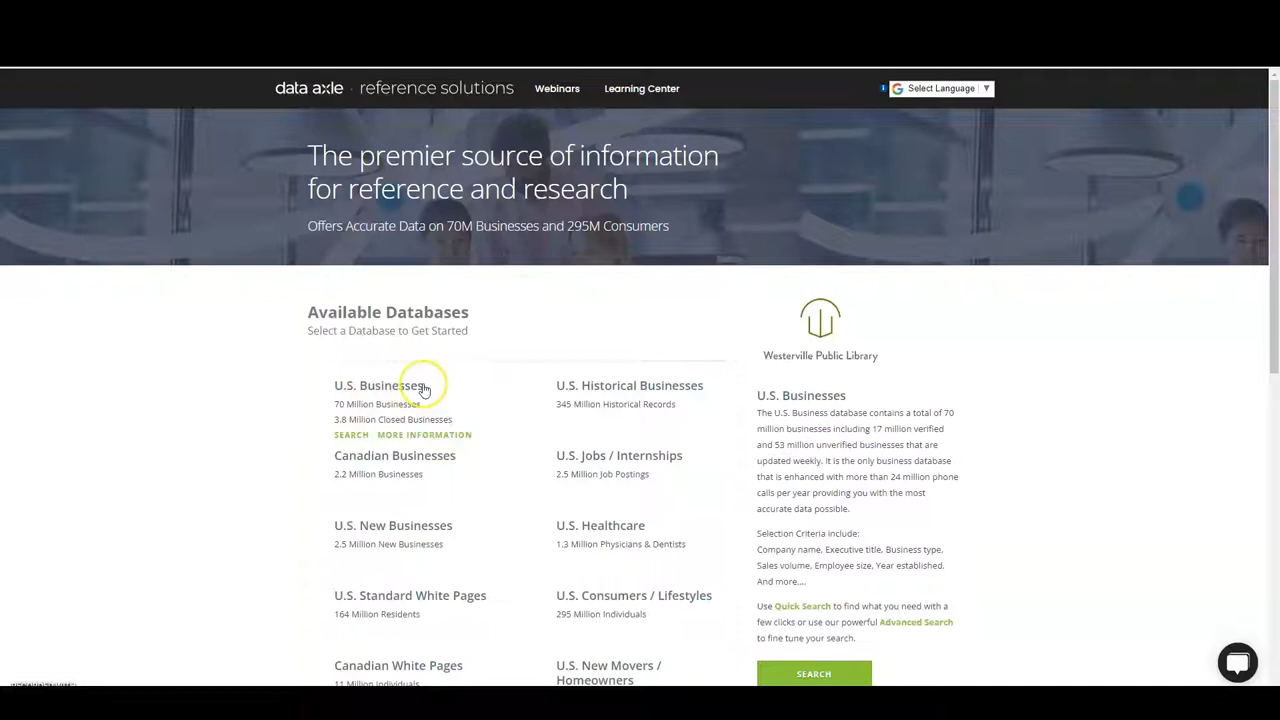 data axle · reference solutions
Webinars
Learning Center
Select Language ▼
The premier source of information
for reference and research
Offers Accurate Data on 70M Businesses and 295M Consumers
Available Databases
Select a Database to Get Started
U.S. Businesses
70 Million Businesses
3.8 Million Closed Businesses
SEARCH MORE INFORMATION
U.S. Historical Businesses
345 Million Historical Records
Canadian Businesses
2.2 Million Businesses
U.S. Jobs / Internships
2.5 Million Job Postings
U.S. New Businesses
2.5 Million New Businesses
U.S. Healthcare
1.3 Million Physicians & Dentists
U.S. Standard White Pages
164 Million Residents
U.S. Consumers / Lifestyles
295 Million Individuals
Canadian White Pages
11 Million Individuals
U.S. New Movers /
Homeowners
Westerville Public Library
U.S. Businesses
The U.S. Business database contains a total of 70
million businesses including 17 million verified
and 53 million unverified businesses that are
updated weekly. It is the only business database
that is enhanced with more than 24 million phone
calls per year providing you with the most
accurate data possible.
Selection Criteria include:
Company name, Executive title, Business type,
Sales volume, Employee size, Year established,
And more,...
Use Quick Search to find what you need with a
few clicks or use our powerful Advanced Search
to fine tune your search.
SEARCH